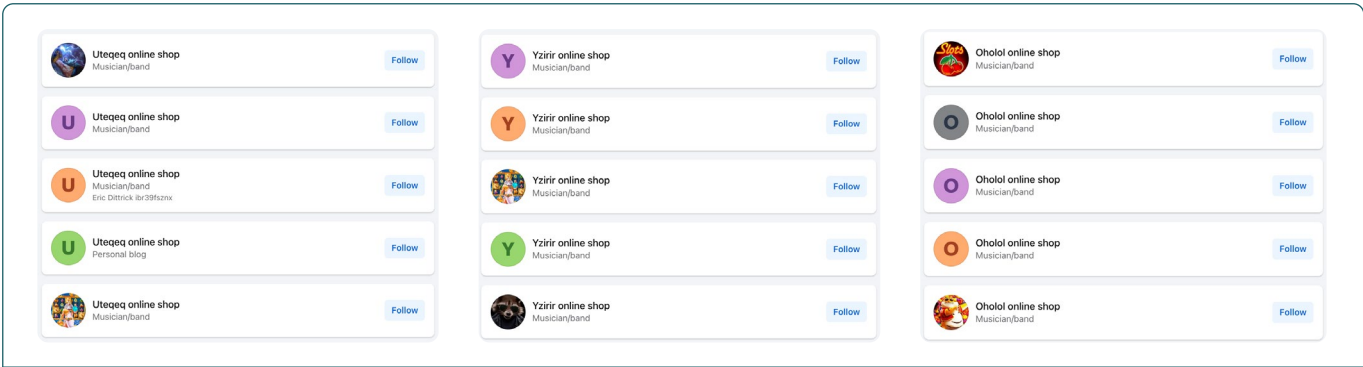 Uteqeq online shop
Musician/band
Follow
U
Uteqeq online shop
Musician/band
Follow
U
Uteqeq online shop
Musician/band
Eric Dittrick ibr39fsznx
Follow
U
Uteqeq online shop
Personal blog
Follow
Uteqeq online shop
Musician/band
Follow
Y
Yzirir online shop
Musician/band
Follow
Y
Yzirir online shop
Musician/band
Follow
Yzirir online shop
Musician/band
Follow
Y
Yzirir online shop
Musician/band
Follow
Yzirir online shop
Musician/band
Follow
Slots
Oholol online shop
Musician/band
Follow
O
Oholol online shop
Musician/band
Follow
O
Oholol online shop
Musician/band
Follow
O
Oholol online shop
Musician/band
Follow
Oholol online shop
Musician/band
Follow